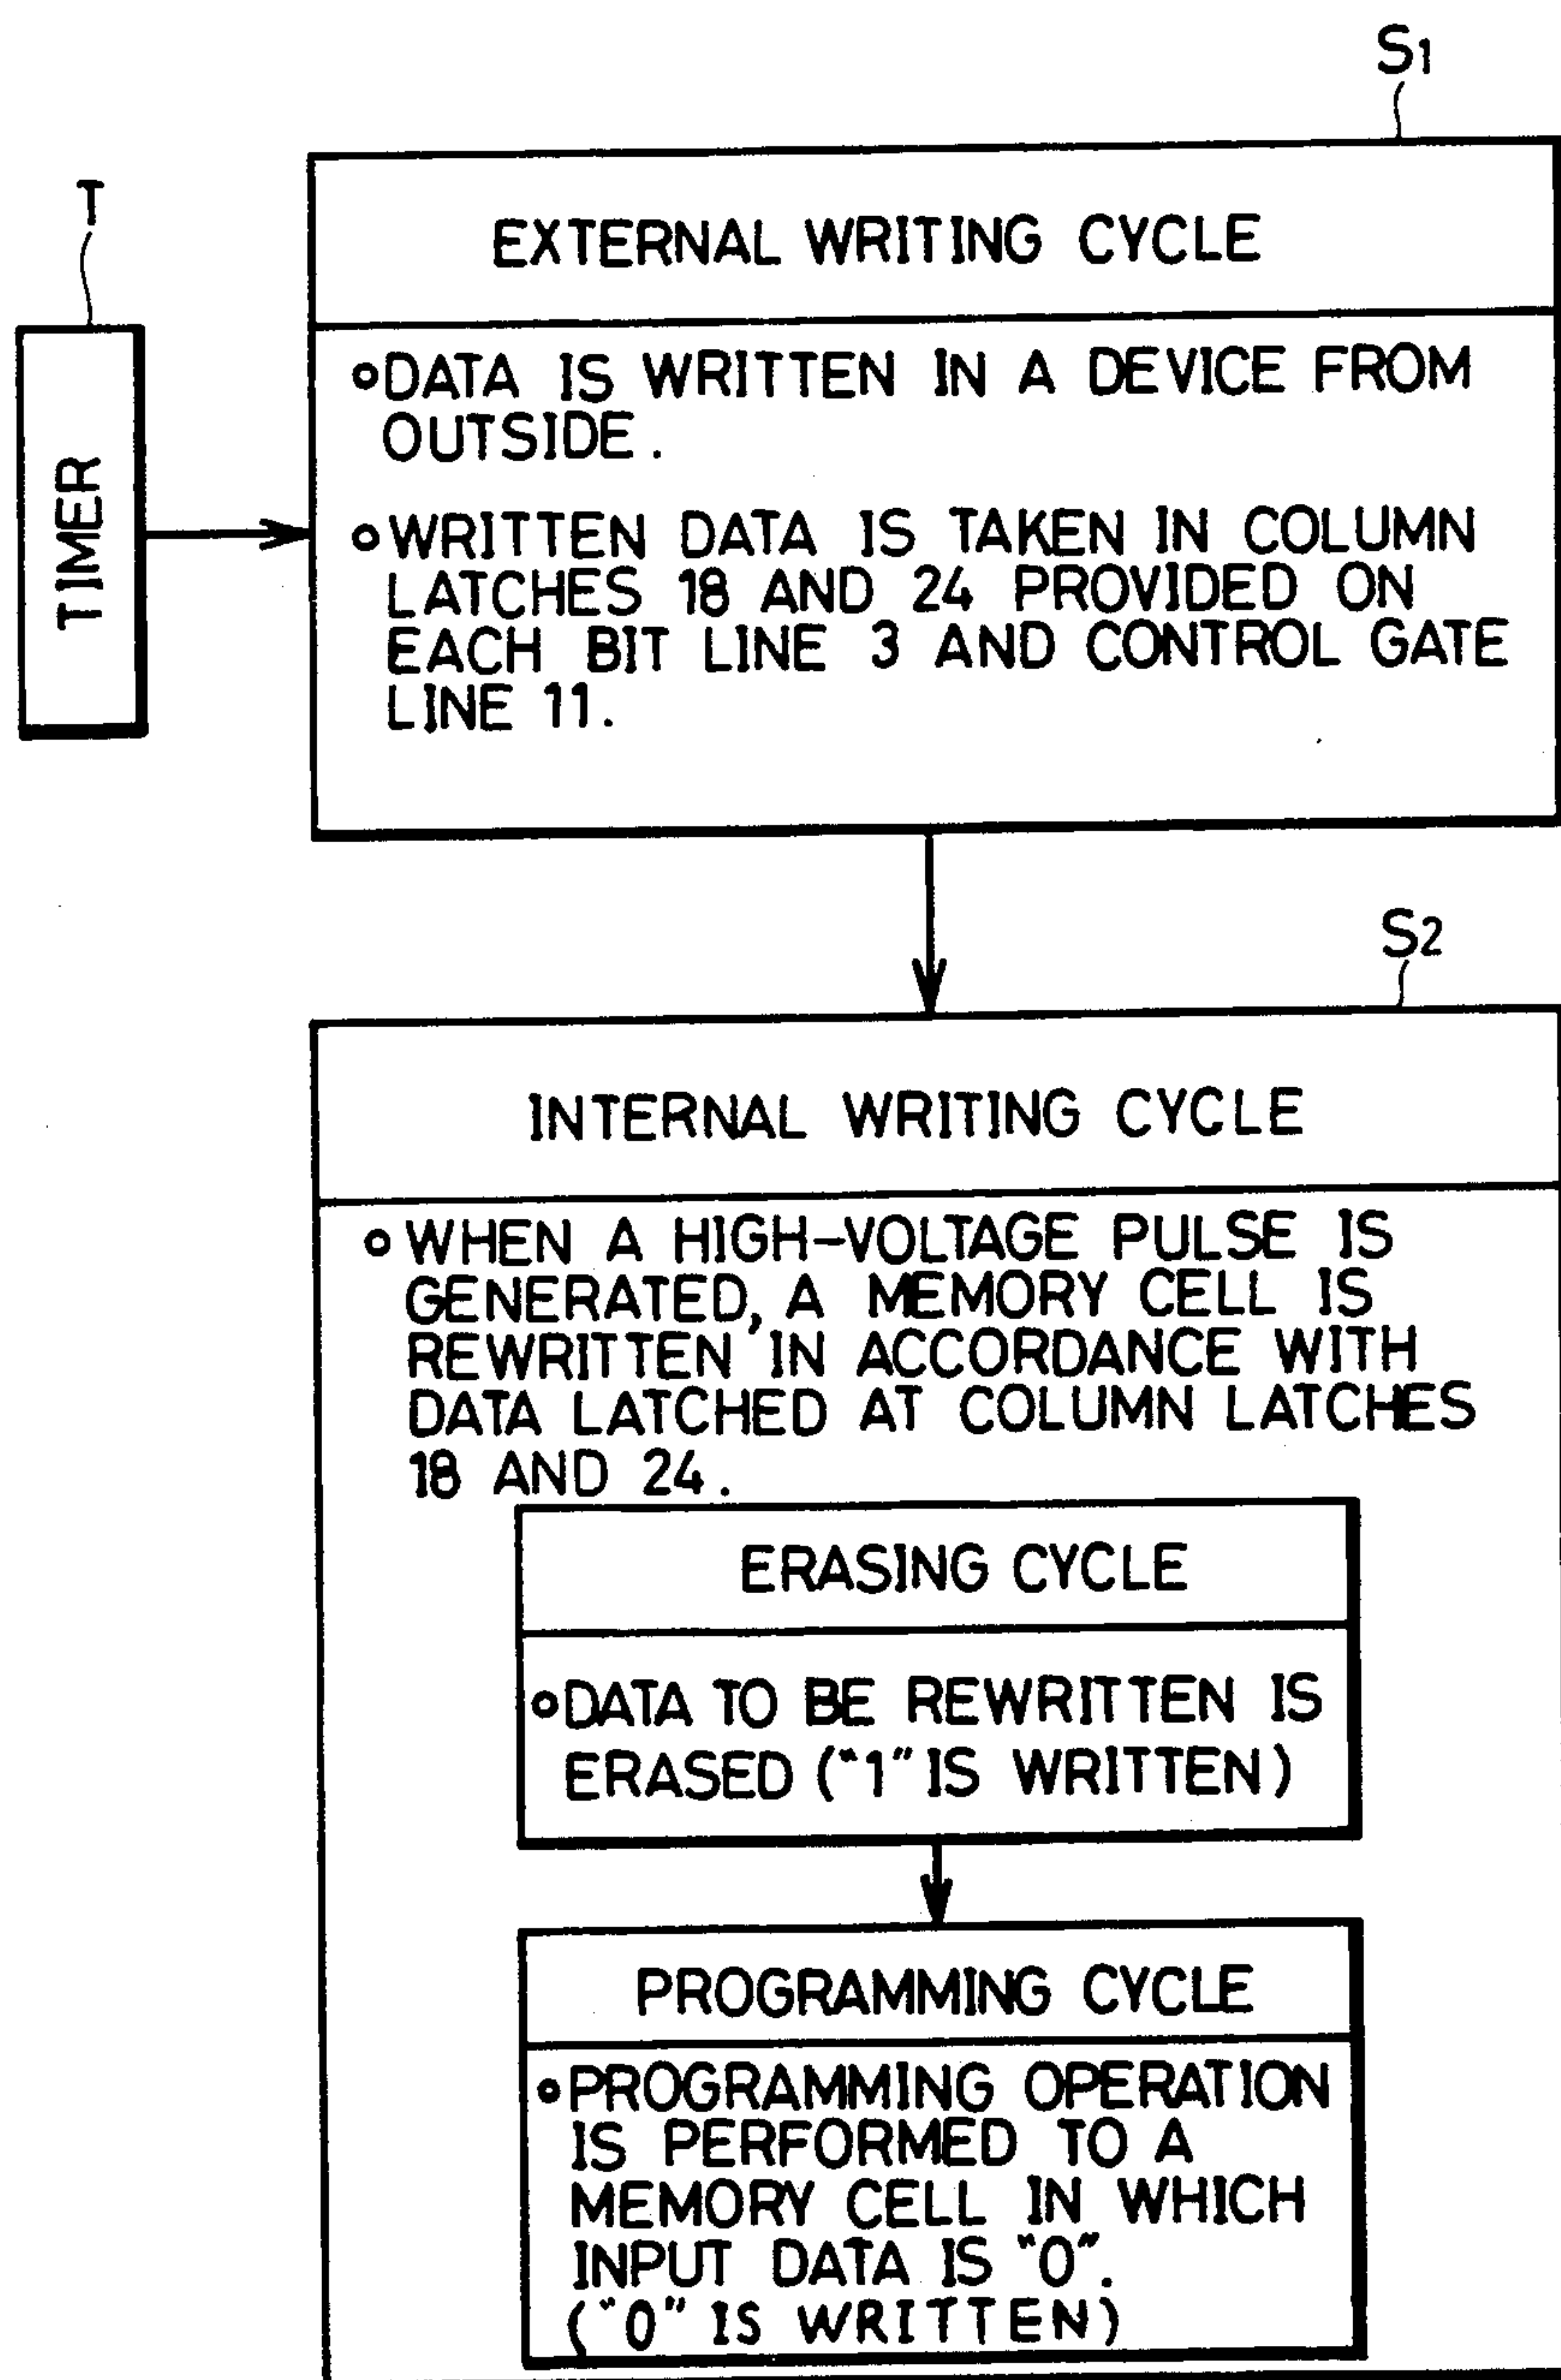 S1
T
EXTERNAL WRITING CYCLE
TIMER
DATA IS WRITTEN IN A DEVICE FROM
OUTSIDE.
WRITTEN DATA IS TAKEN IN COLUMN
LATCHES 18 AND 24 PROVIDED ON
EACH BIT LINE 3 AND CONTROL GATE
LINE 11.
S2
INTERNAL WRITING CYCLE
WHEN A HIGH-VOLTAGE PULSE IS
GENERATED, A MEMORY CELL IS
REWRITTEN IN ACCORDANCE WITH
DATA LATCHED AT COLUMN LATCHES
18 AND 24.
ERASING CYCLE
DATA TO BE REWRITTEN IS
ERASED ("1" IS WRITTEN)
PROGRAMMING CYCLE
PROGRAMMING OPERATION
IS PERFORMED TO A
MEMORY CELL IN WHICH
INPUT DATA IS "0".
("0" IS WRITTEN)